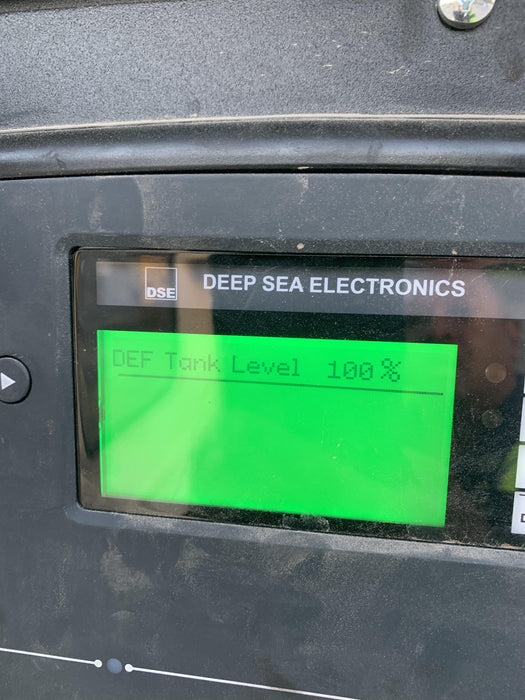 DSE DEEP SEA ELECTRONICS
DEF Tank Level 100%